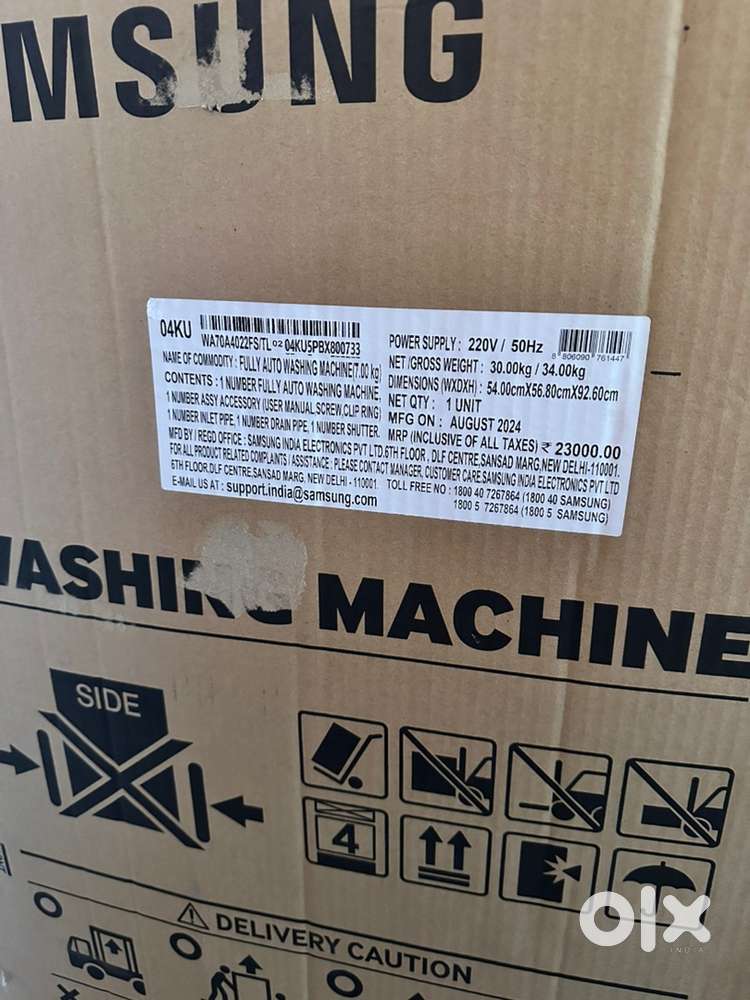 MSUNG
04KU
WA70A4022FS/TL 02 04KU5PBX800733
NAME OF COMMODITY : FULLY AUTO WASHING MACHINE(7.00 kg)
CONTENTS : 1 NUMBER FULLY AUTO WASHING MACHINE,
1 NUMBER ASSY ACCESSORY (USER MANUAL,SCREW,CLIP RING)
1 NUMBER INLET PIPE, 1 NUMBER DRAIN PIPE, 1 NUMBER SHUTTER.
POWER SUPPLY : 220V / 50Hz
8 806090 761447
NET /GROSS WEIGHT : 30.00kg / 34.00kg
DIMENSIONS (WXDXH) : 54.00cmX56.80cmX92.60cm
NET QTY : 1 UNIT
MFG ON : AUGUST 2024
MRP (INCLUSIVE OF ALL TAXES) ₹ 23000.00
MFD BY / REGD OFFICE : SAMSUNG INDIA ELECTRONICS PVT LTD.6TH FLOOR , DLF CENTRE,SANSAD MARG,NEW DELHI-110001.
FOR ALL PRODUCT RELATED COMPLAINTS / ASSISTANCE : PLEASE CONTACT MANAGER, CUSTOMER CARE,SAMSUNG INDIA ELECTRONICS PVT LTD
6TH FLOOR,DLF CENTRE,SANSAD MARG, NEW DELHI -110001.
E-MAIL US AT : support.india@samsung.com
TOLL FREE NO : 1800 40 7267864 (1800 40 SAMSUNG)
1800 5 7267864 (1800 5 SAMSUNG)
WASHING MACHINE
SIDE
4
DELIVERY CAUTION
olx
INDIA